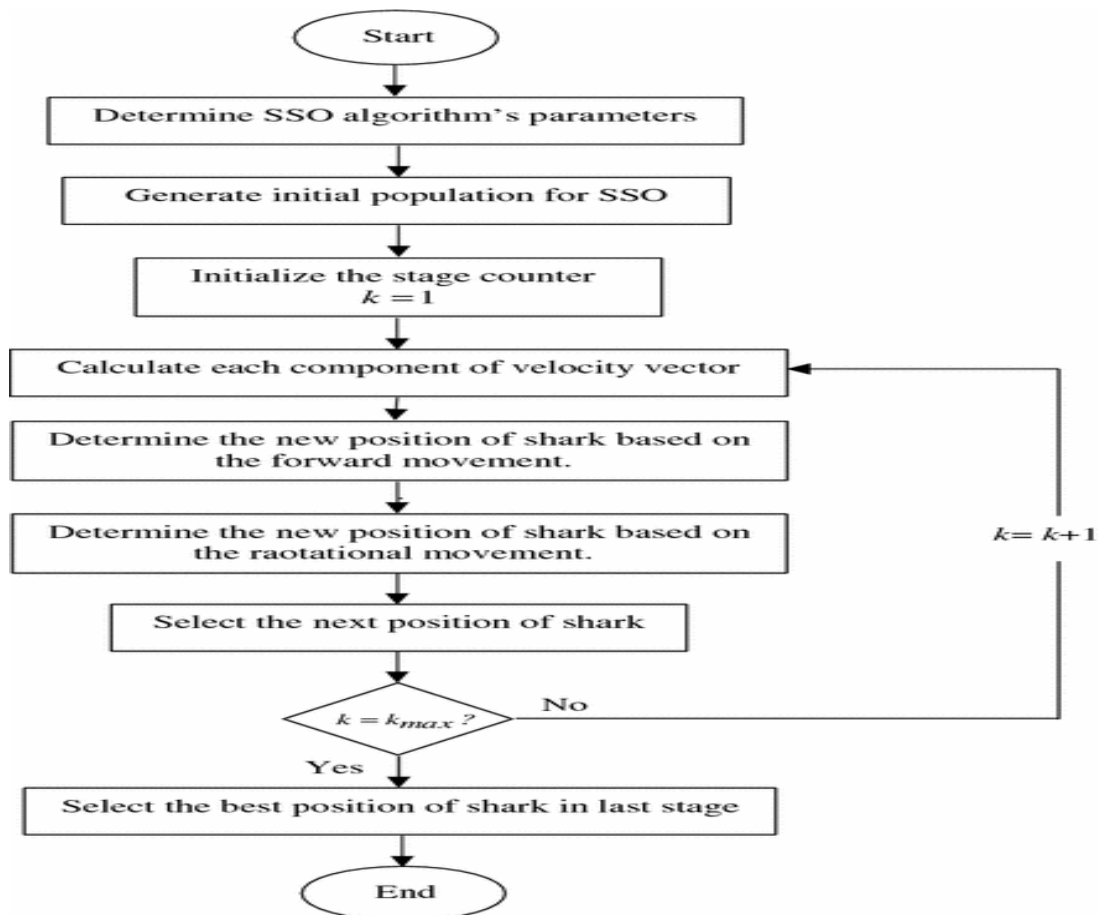 Start
Determine SSO algorithm's parameters
Generate initial population for SSO
Initialize the stage counter
k = 1
Calculate each component of velocity vector
Determine the new position of shark based on
the forward movement.
Determine the new position of shark based on
the raotational movement.
k= k+1
Select the next position of shark
k = kmax ?
No
Yes
Select the best position of shark in last stage
End